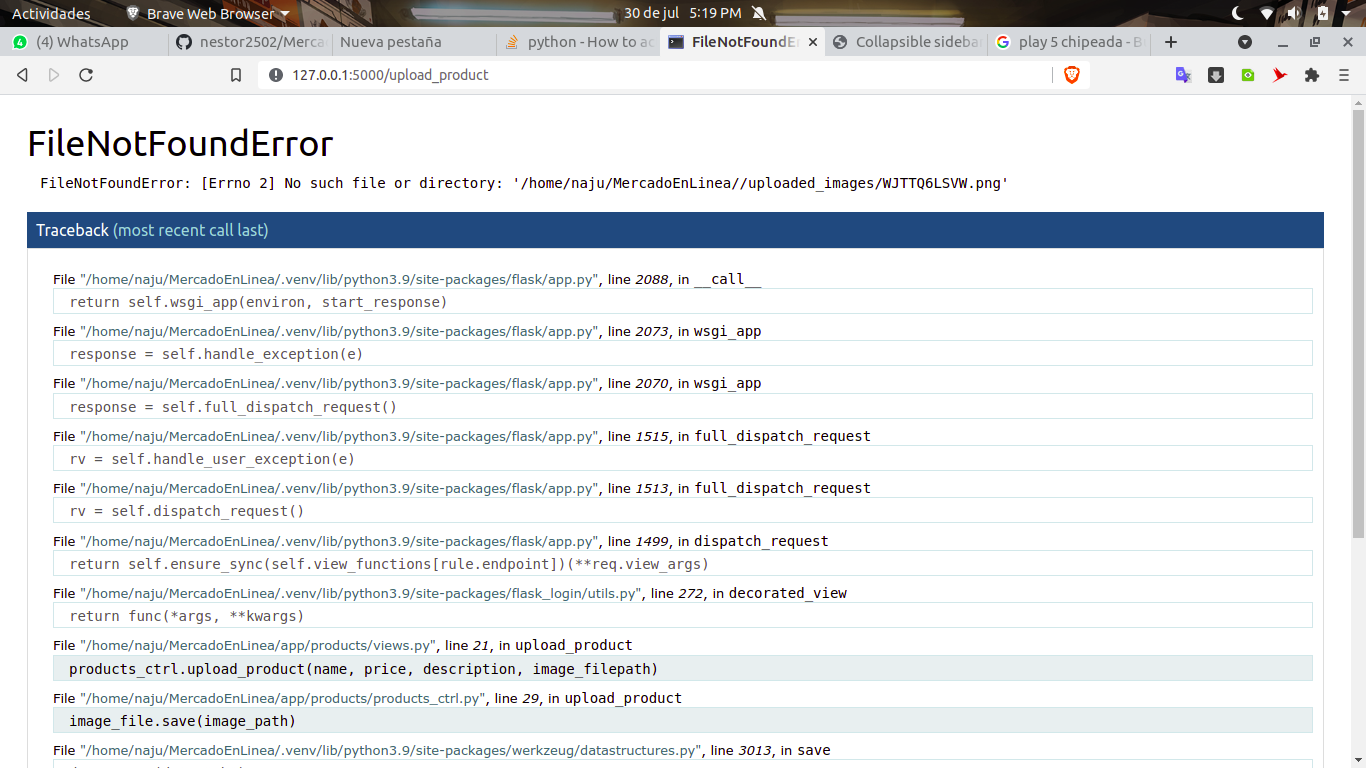 Actividades Brave Web Browser 30 de jul 5:19 PM
(4) WhatsApp nestor2502/Merca Nueva pestaña python - How to ac FileNotFoundE Collapsible sideba play 5 chipeada - B
127.0.0.1:5000/upload_product
FileNotFoundError
FileNotFoundError: [Errno 2] No such file or directory: '/home/naju/MercadoEnLinea//uploaded_images/WJTTQ6LSVW.png'
Traceback (most recent call last)
File "/home/naju/MercadoEnLinea/.venv/lib/python3.9/site-packages/flask/app.py", line 2088, in __call__
return self.wsgi_app(environ, start_response)
File "/home/naju/MercadoEnLinea/.venv/lib/python3.9/site-packages/flask/app.py", line 2073, in wsgi_app
response = self.handle_exception(e)
File "/home/naju/MercadoEnLinea/.venv/lib/python3.9/site-packages/flask/app.py", line 2070, in wsgi_app
response = self.full_dispatch_request()
File "/home/naju/MercadoEnLinea/.venv/lib/python3.9/site-packages/flask/app.py", line 1515, in full_dispatch_request
rv = self.handle_user_exception(e)
File "/home/naju/MercadoEnLinea/.venv/lib/python3.9/site-packages/flask/app.py", line 1513, in full_dispatch_request
rv = self.dispatch_request()
File "/home/naju/MercadoEnLinea/.venv/lib/python3.9/site-packages/flask/app.py", line 1499, in dispatch_request
return self.ensure_sync(self.view_functions[rule.endpoint])(**req.view_args)
File "/home/naju/MercadoEnLinea/.venv/lib/python3.9/site-packages/flask_login/utils.py", line 272, in decorated_view
return func(*args, **kwargs)
File "/home/naju/MercadoEnLinea/app/products/views.py", line 21, in upload_product
products_ctrl.upload_product(name, price, description, image_filepath)
File "/home/naju/MercadoEnLinea/app/products/products_ctrl.py", line 29, in upload_product
image_file.save(image_path)
File "/home/naju/MercadoEnLinea/.venv/lib/python3.9/site-packages/werkzeug/datastructures.py", line 3013, in save